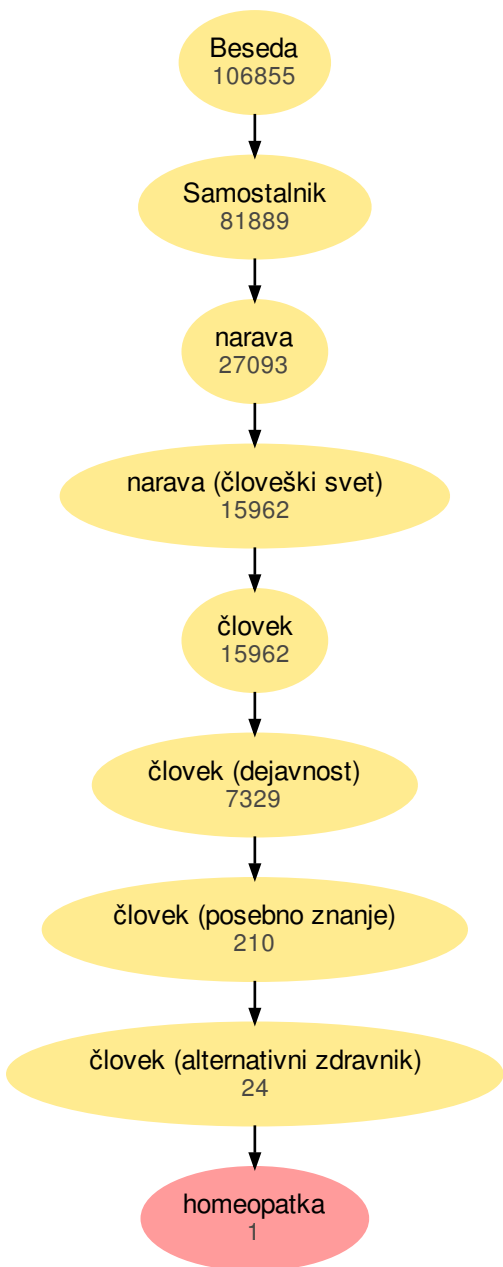 Beseda
106855
Samostalnik
81889
narava
27093
narava (človeški svet)
15962
človek
15962
človek (dejavnost)
7329
človek (posebno znanje)
210
človek (alternativni zdravnik)
24
homeopatka
1